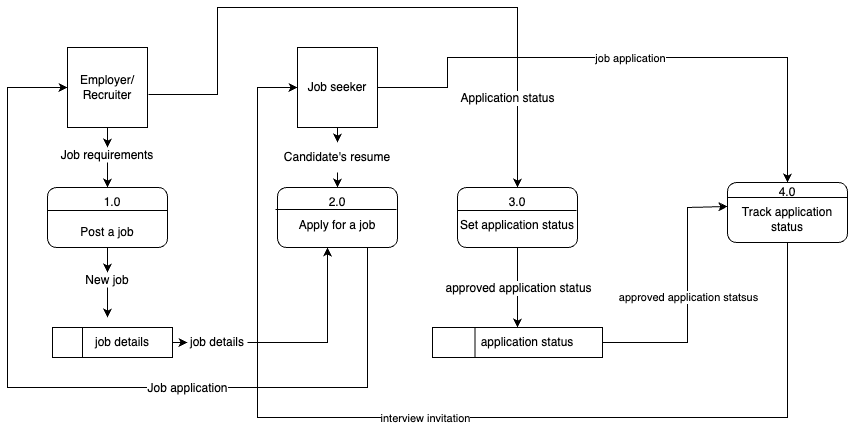 job application
Employer/
Recruiter
Job seeker
Application status
Job requirements
Candidate's resume
1.0
Post a job
2.0
Apply for a job
3.0
Set application status
4.0
Track application
status
New job
approved application status
approved application statsus
job details
job details
application status
Job application
interview invitation